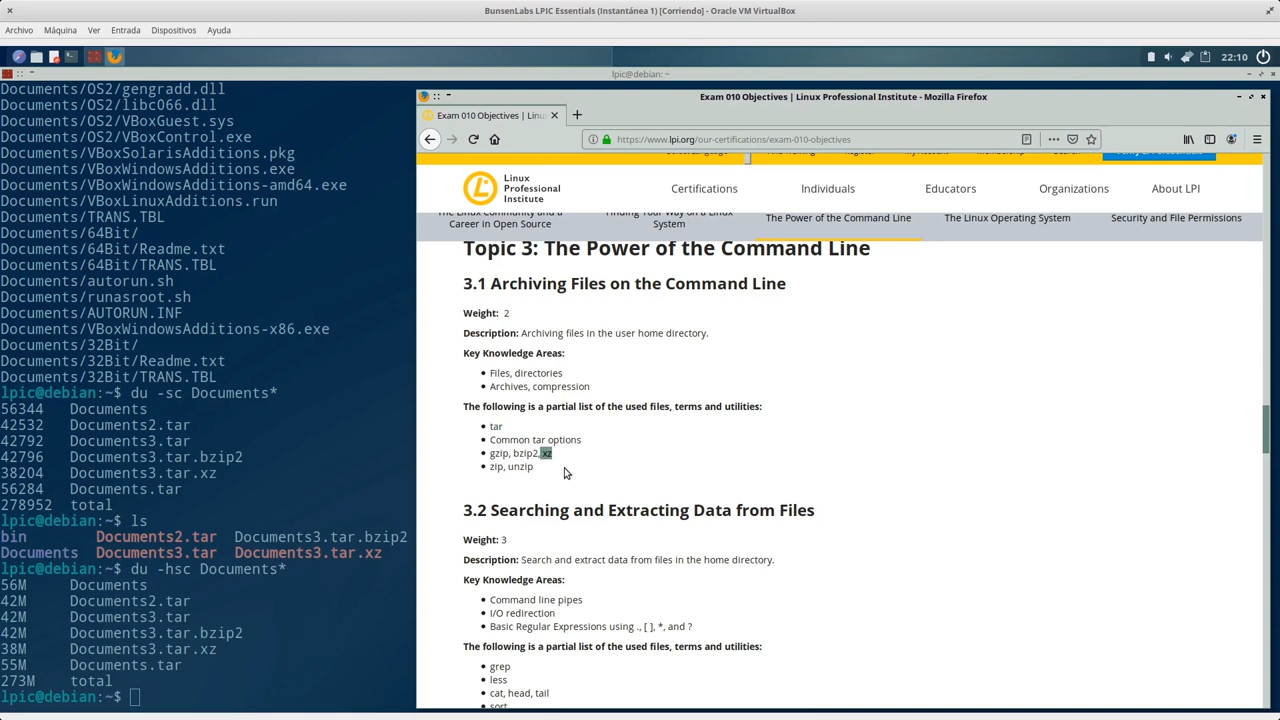 BunsenLabs LPIC Essentials (Instantánea 1) [Corriendo] - Oracle VM VirtualBox
Archivo Máquina Ver Entrada Dispositivos Ayuda
22:10
lpic@debian: ~
Documents/OS2/gengradd.dll
Documents/OS2/libc066.dll
Documents/OS2/VBoxGuest.sys
Documents/OS2/VBoxControl.exe
Documents/VBoxSolarisAdditions.pkg
Documents/VBoxWindowsAdditions.exe
Documents/VBoxWindowsAdditions-amd64.exe
Documents/VBoxLinuxAdditions.run
Documents/TRANS.TBL
Documents/64Bit/
Documents/64Bit/Readme.txt
Documents/64Bit/TRANS.TBL
Documents/autorun.sh
Documents/runasroot.sh
Documents/AUTORUN.INF
Documents/VBoxWindowsAdditions-x86.exe
Documents/32Bit/
Documents/32Bit/Readme.txt
Documents/32Bit/TRANS.TBL
lpic@debian:~$ du -sc Documents*
56344 Documents
42532 Documents2.tar
42792 Documents3.tar
42796 Documents3.tar.bzip2
38204 Documents3.tar.xz
56284 Documents.tar
278952 total
lpic@debian:~$ ls
bin Documents2.tar Documents3.tar.bzip2
Documents Documents3.tar Documents3.tar.xz
lpic@debian:~$ du -hsc Documents*
56M Documents
42M Documents2.tar
42M Documents3.tar
42M Documents3.tar.bzip2
38M Documents3.tar.xz
55M Documents.tar
273M total
lpic@debian:~$
Exam 010 Objectives | Linux Professional Institute - Mozilla Firefox
Exam 010 Objectives | Linu
https://www.lpi.org/our-certifications/exam-010-objectives
Linux
Professional
Institute
Certifications Individuals Educators Organizations About LPI
The Linux Community and a
Career in Open Source
Finding Your Way on a Linux
System
The Power of the Command Line
The Linux Operating System
Security and File Permissions
Topic 3: The Power of the Command Line
3.1 Archiving Files on the Command Line
Weight: 2
Description: Archiving files in the user home directory.
Key Knowledge Areas:
• Files, directories
• Archives, compression
The following is a partial list of the used files, terms and utilities:
• tar
• Common tar options
• gzip, bzip2, xz
• zip, unzip
3.2 Searching and Extracting Data from Files
Weight: 3
Description: Search and extract data from files in the home directory.
Key Knowledge Areas:
• Command line pipes
• I/O redirection
• Basic Regular Expressions using ., [ ], *, and ?
The following is a partial list of the used files, terms and utilities:
• grep
• less
• cat, head, tail
• sort